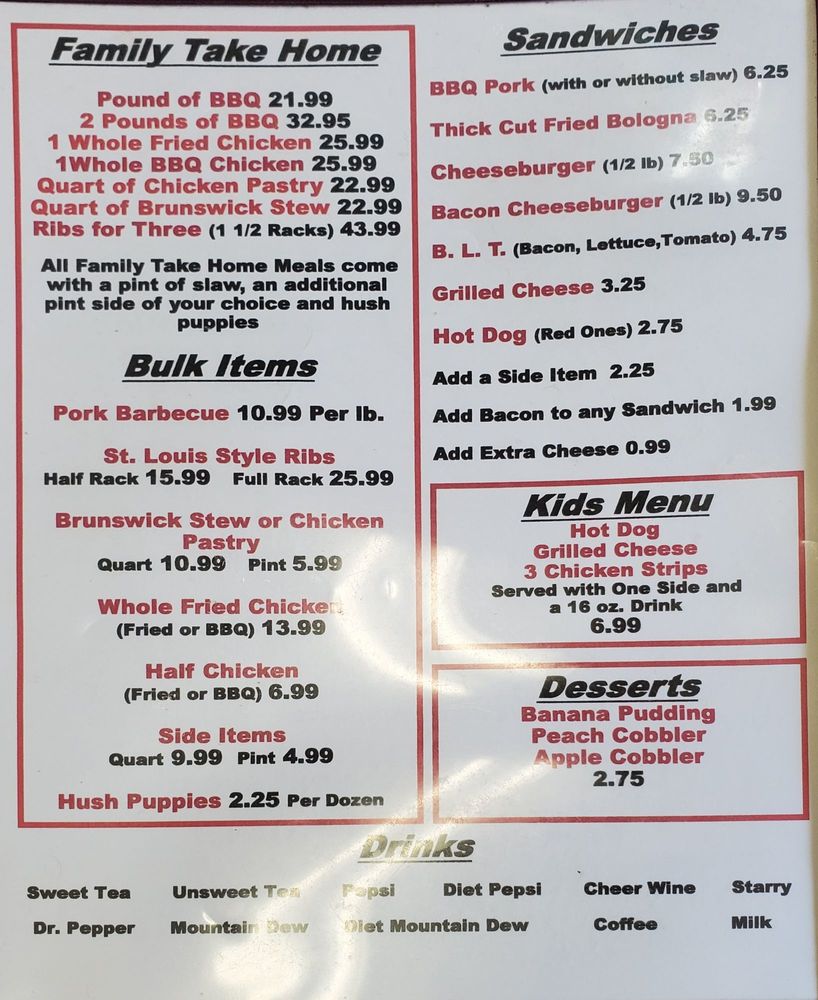 Family Take Home
Pound of BBQ 21.99
2 Pounds of BBQ 32.95
1 Whole Fried Chicken 25.99
1Whole BBQ Chicken 25.99
Quart of Chicken Pastry 22.99
Quart of Brunswick Stew 22.99
Ribs for Three (1 1/2 Racks) 43.99
All Family Take Home Meals come
with a pint of slaw, an additional
pint side of your choice and hush
puppies
Bulk Items
Pork Barbecue 10.99 Per lb.
St. Louis Style Ribs
Half Rack 15.99 Full Rack 25.99
Brunswick Stew or Chicken
Pastry
Quart 10.99 Pint 5.99
Whole Fried Chicken
(Fried or BBQ) 13.99
Half Chicken
(Fried or BBQ) 6.99
Side Items
Quart 9.99 Pint 4.99
Hush Puppies 2.25 Per Dozen
Sandwiches
BBQ Pork (with or without slaw) 6.25
Thick Cut Fried Bologna 6.25
Cheeseburger (1/2 lb) 7.50
Bacon Cheeseburger (1/2 lb) 9.50
B. L. T. (Bacon, Lettuce,Tomato) 4.75
Grilled Cheese 3.25
Hot Dog (Red Ones) 2.75
Add a Side Item 2.25
Add Bacon to any Sandwich 1.99
Add Extra Cheese 0.99
Kids Menu
Hot Dog
Grilled Cheese
3 Chicken Strips
Served with One Side and
a 16 oz. Drink
6.99
Desserts
Banana Pudding
Peach Cobbler
Apple Cobbler
2.75
Drinks
Sweet Tea Unsweet Tea Pepsi Diet Pepsi Cheer Wine Starry
Dr. Pepper Mountain Dew Diet Mountain Dew Coffee Milk